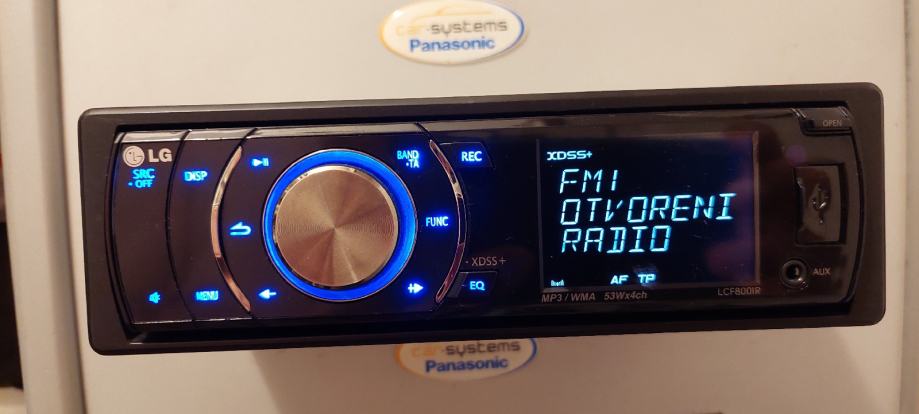 car-systems
Panasonic
LG
SRC
• OFF
DISP
BAND
• TA
REC
OPEN
XDSS+
FM1
OTVORENI
RADIO
FUNC
• XDSS+
EQ
AUX
MENU
AF TP
MP3 / WMA 53Wx4ch
LCF800IR
car-systems
Panasonic